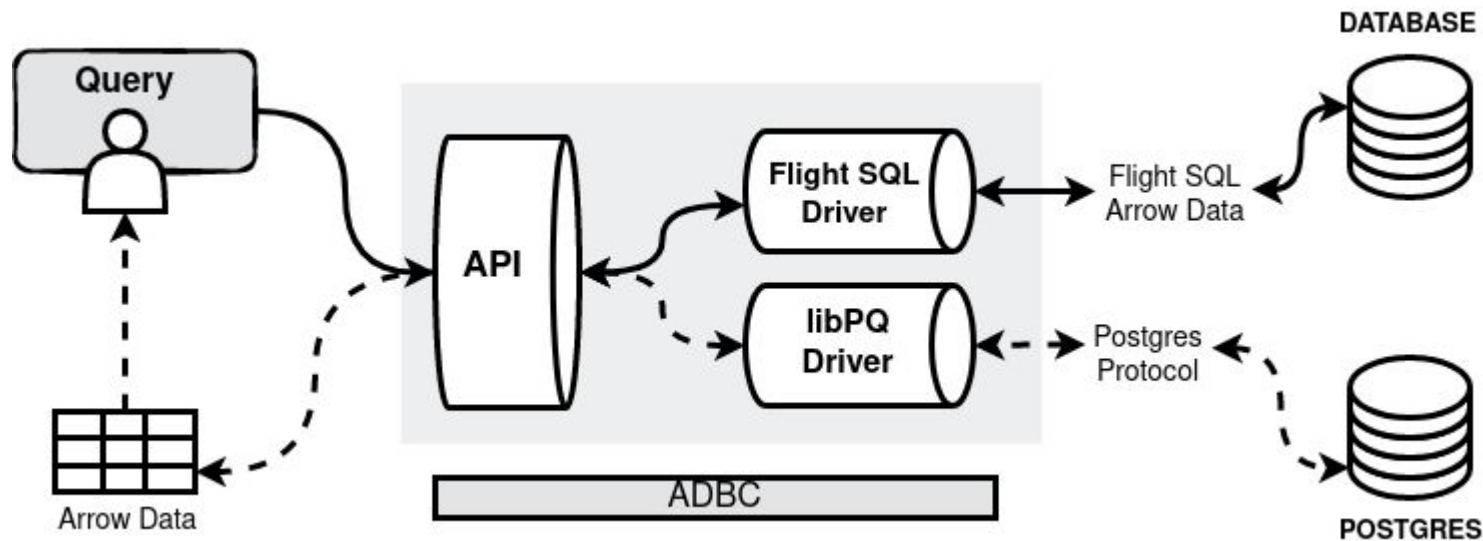 DATABASE
Query
Flight SQL
Driver
Flight SQL
Arrow Data
API
libPQ
Driver
Postgres
Protocol
ADBC
Arrow Data
POSTGRES